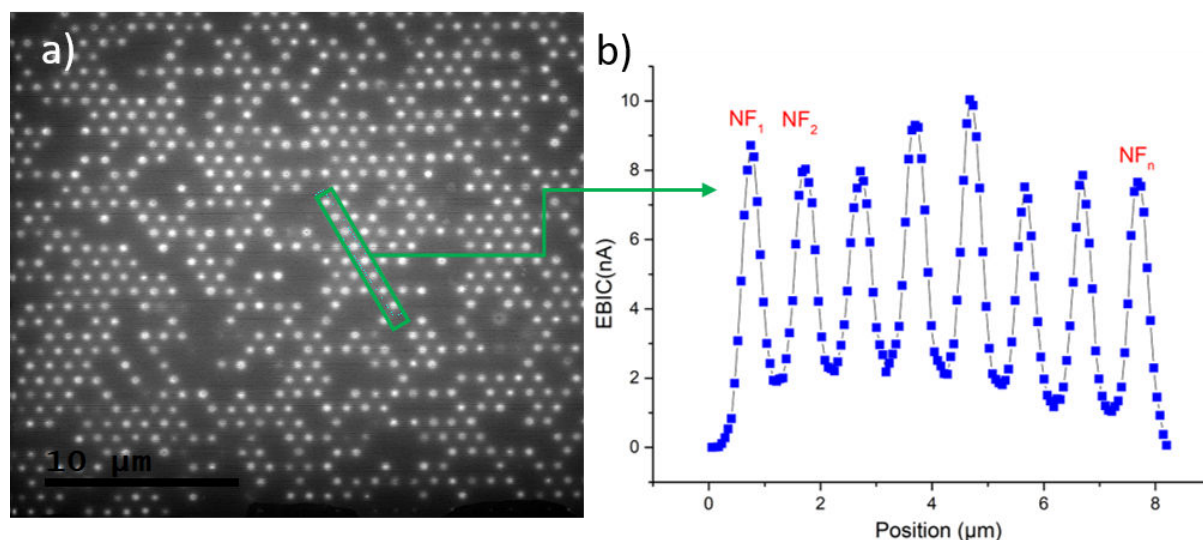 a)
10 µm
b)
EBIC(nA)
10
8
6
4
2
0
NF₁ NF₂ NFₙ
0 2 4 6 8
Position (µm)